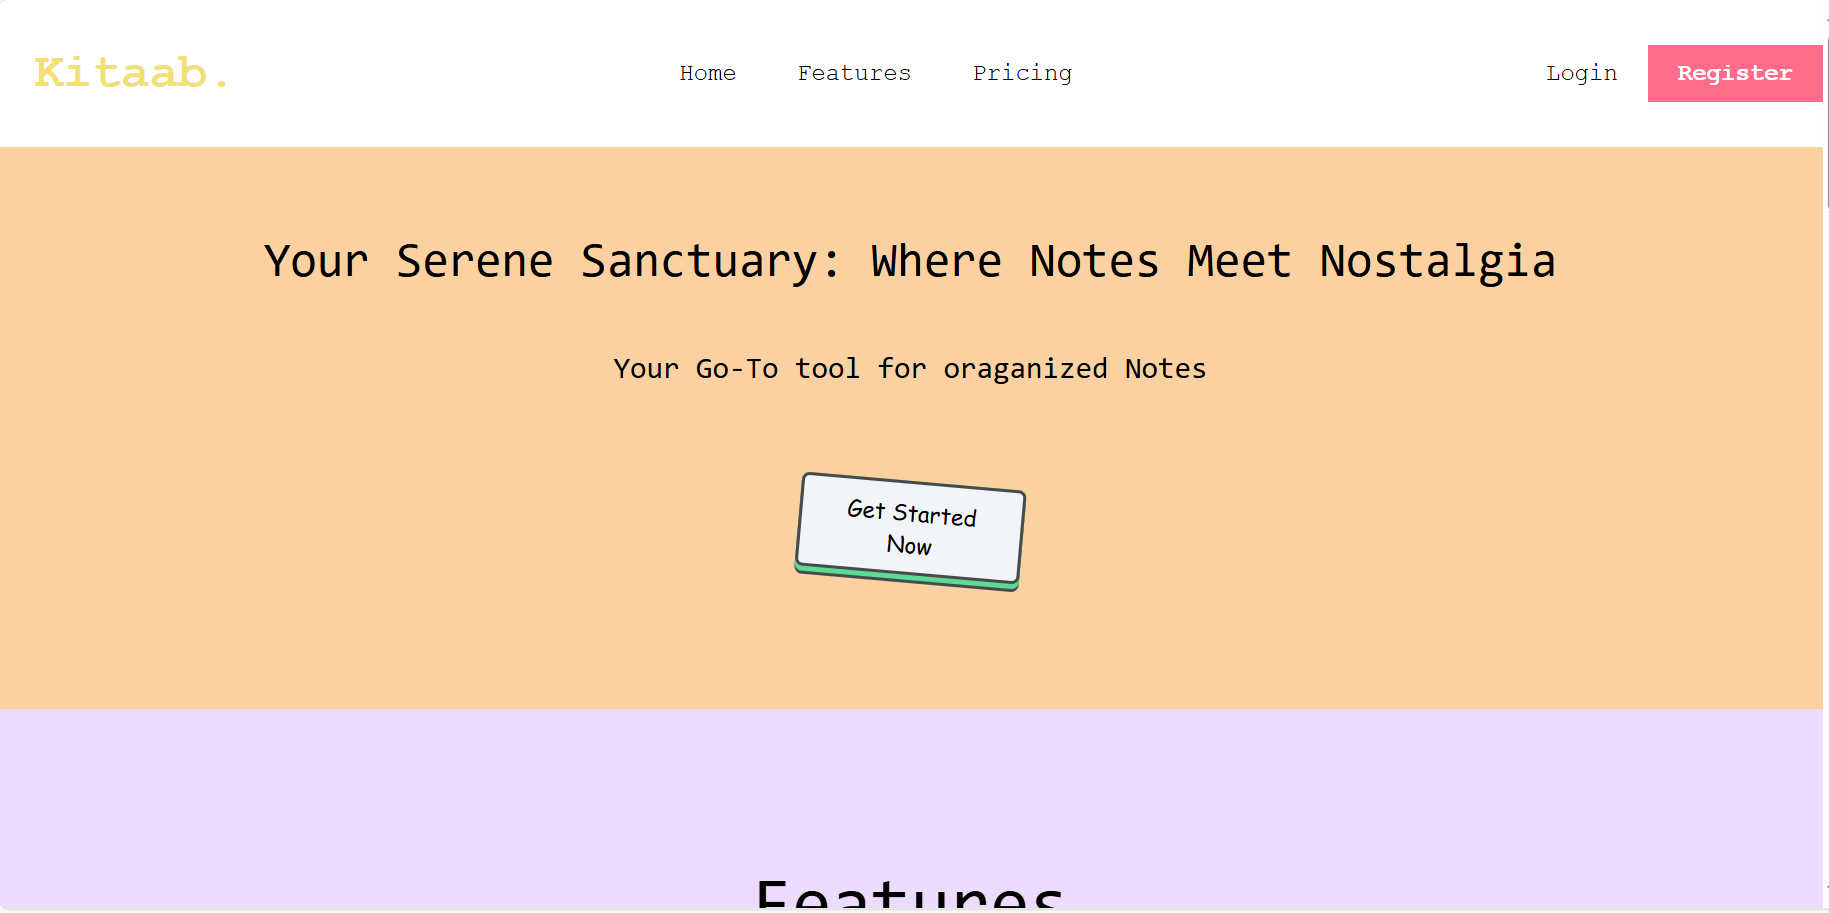 Kitaab.
Home
Features
Pricing
Login
Register
Your Serene Sanctuary: Where Notes Meet Nostalgia
Your Go-To tool for oraganized Notes
Get Started
Now
Features